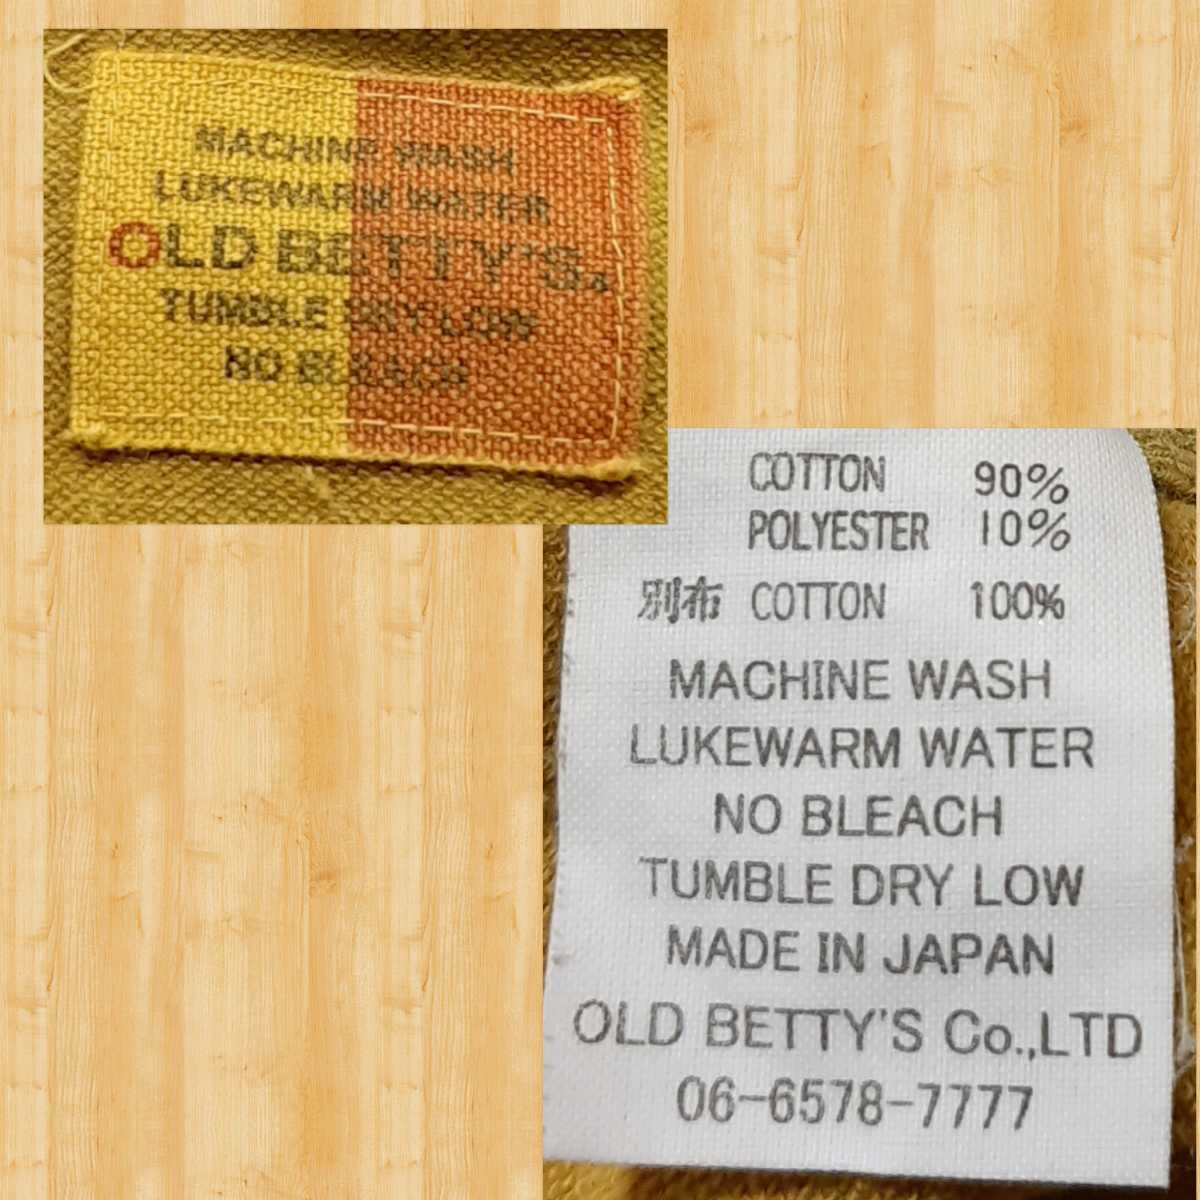 MACHINE WASH
LUKEWARM WATER
OLD BETTY'S.
TUMBLE DRY LOW
NO BLEACH
COTTON 90%
POLYESTER 10%
別布 COTTON 100%
MACHINE WASH
LUKEWARM WATER
NO BLEACH
TUMBLE DRY LOW
MADE IN JAPAN
OLD BETTY'S Co.,LTD
06-6578-7777